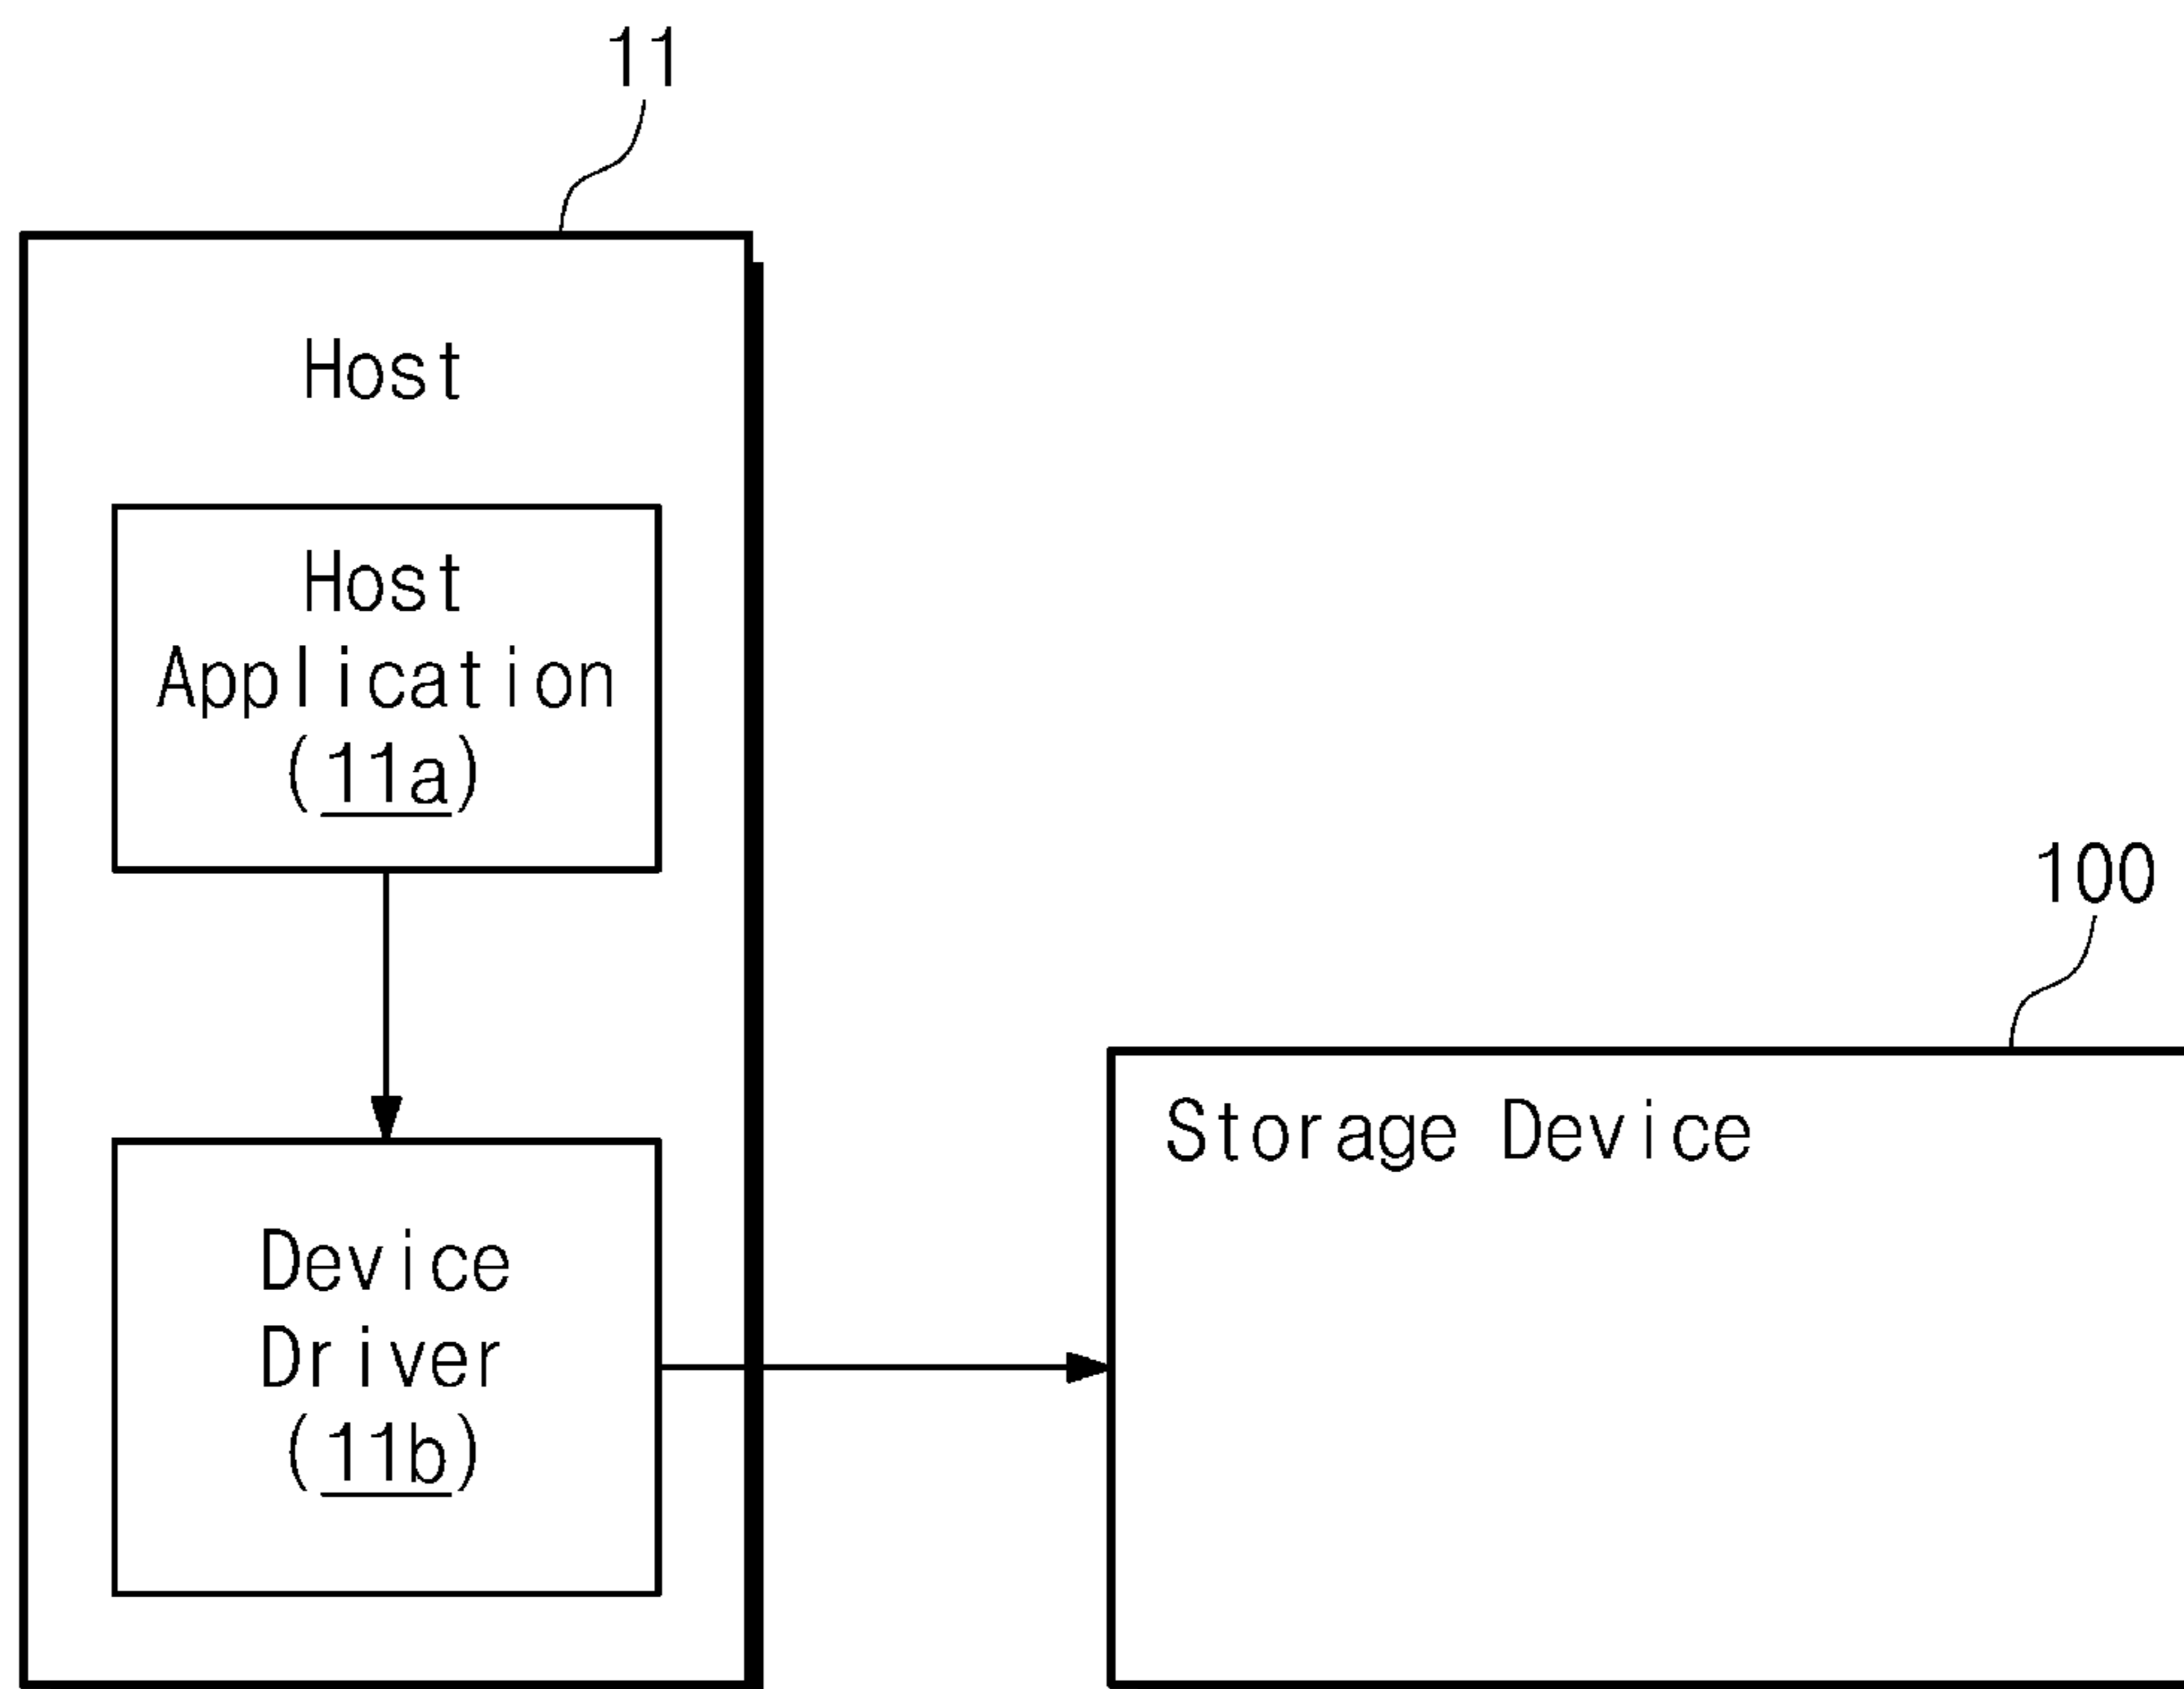 11
Host
Host
Application
(11a)
100
Storage Device
Device
Driver
(11b)